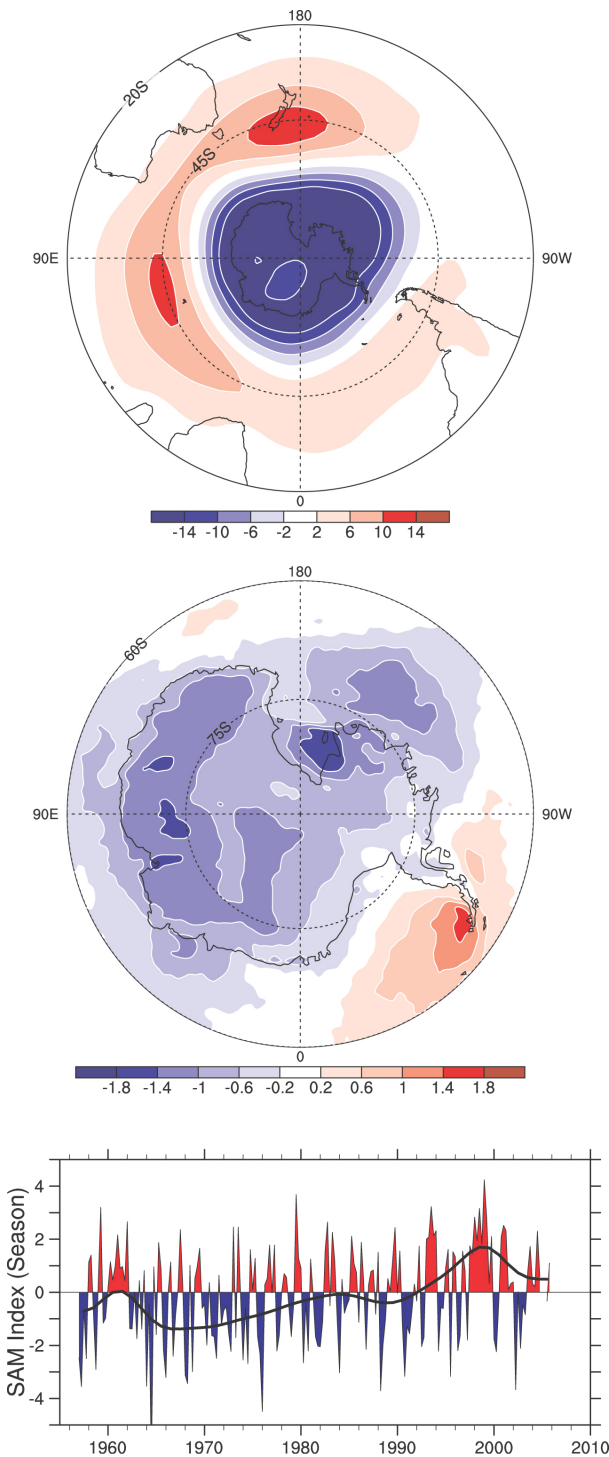 180
20S
45S
90E
90W
0
-14 -10 -6 -2 2 6 10 14
180
60S
75S
90E
90W
0
-1.8 -1.4 -1 -0.6 -0.2 0.2 0.6 1 1.4 1.8
SAM Index (Season)
4
2
0
-2
-4
1960 1970 1980 1990 2000 2010